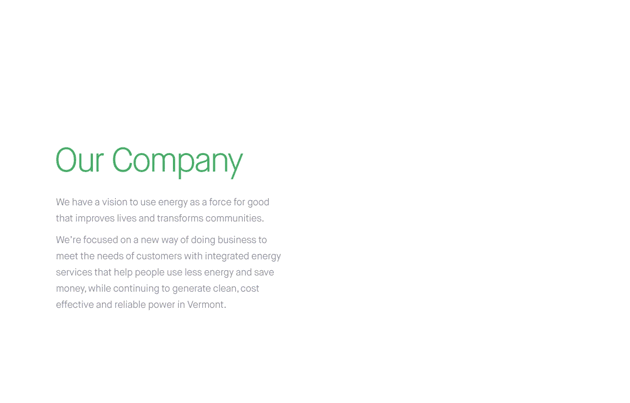 Our Company
We have a vision to use energy as a force for good
that improves lives and transforms communities.
We're focused on a new way of doing business to
meet the needs of customers with integrated energy
services that help people use less energy and save
money, while continuing to generate clean, cost
effective and reliable power in Vermont.